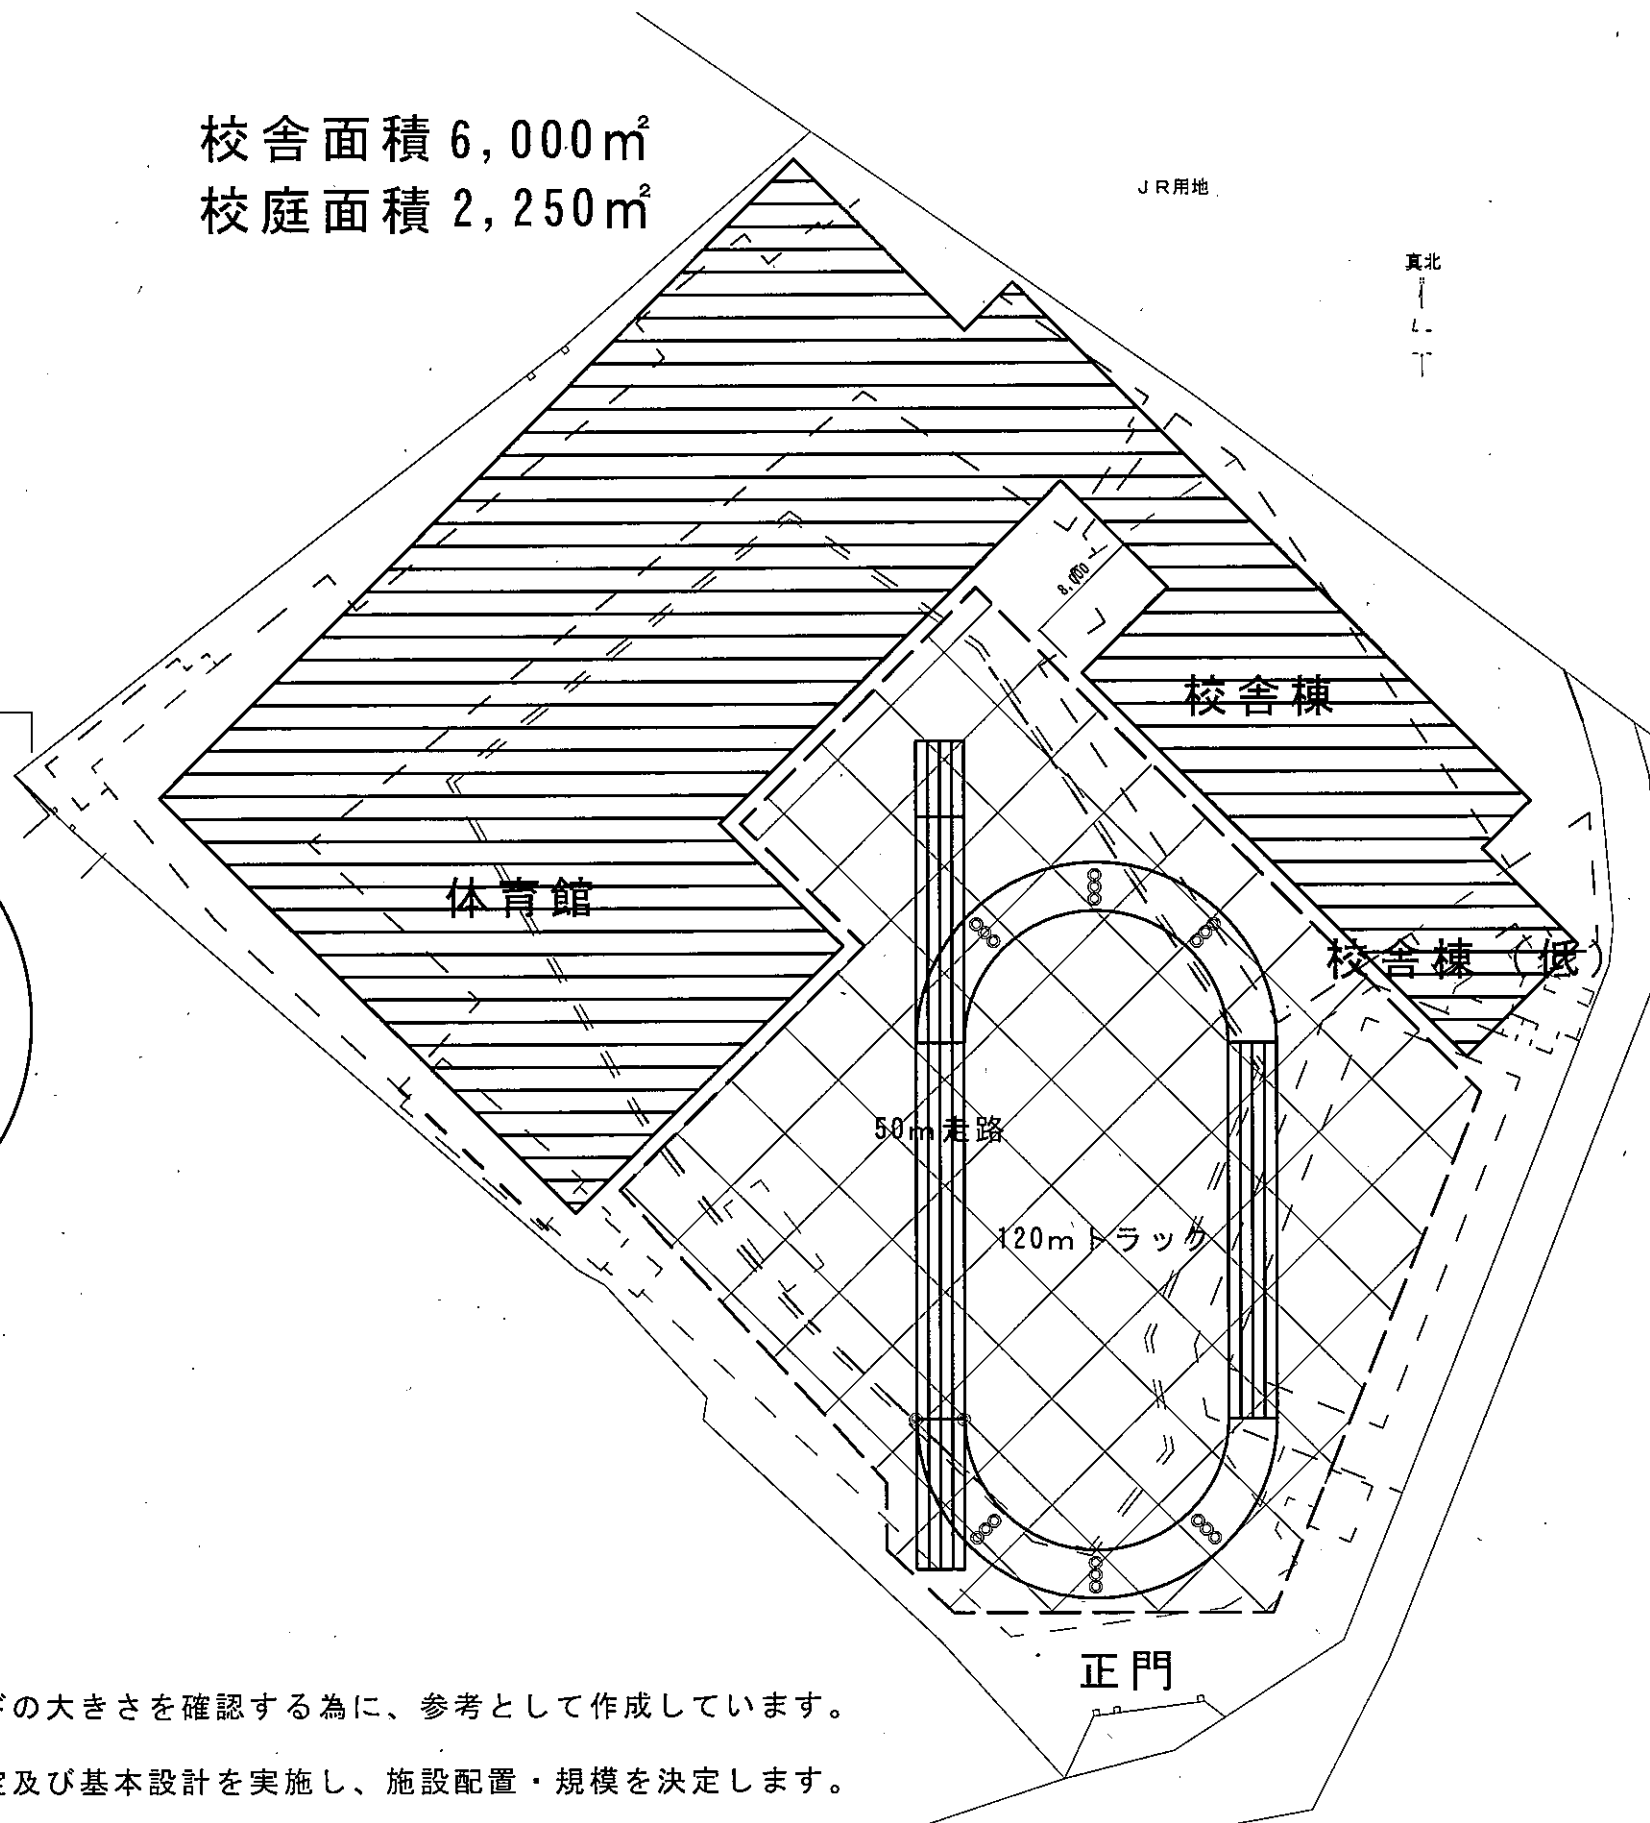 校舎面積6,000㎡
校庭面積2,250㎡
JR用地
真北
8,000
校舎棟
体育館
校舎棟(低)
50m走路
120mトラック
正門
の大きさを確認する為に、参考として作成しています。
及び基本設計を実施し、施設配置・規模を決定します。